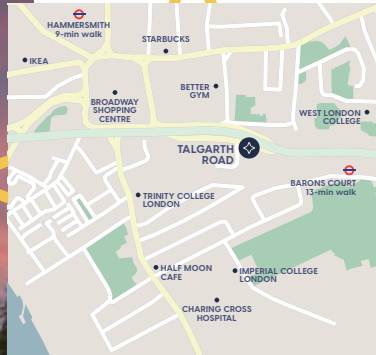 HAMMERSMITH
9-min walk
STARBUCKS
IKEA
BETTER
GYM
BROADWAY
SHOPPING
CENTRE
WEST LONDON
COLLEGE
TALGARTH
ROAD
BARONS COURT
13-min walk
TRINITY COLLEGE
LONDON
HALF MOON
CAFE
IMPERIAL COLLEGE
LONDON
CHARING CROSS
HOSPITAL